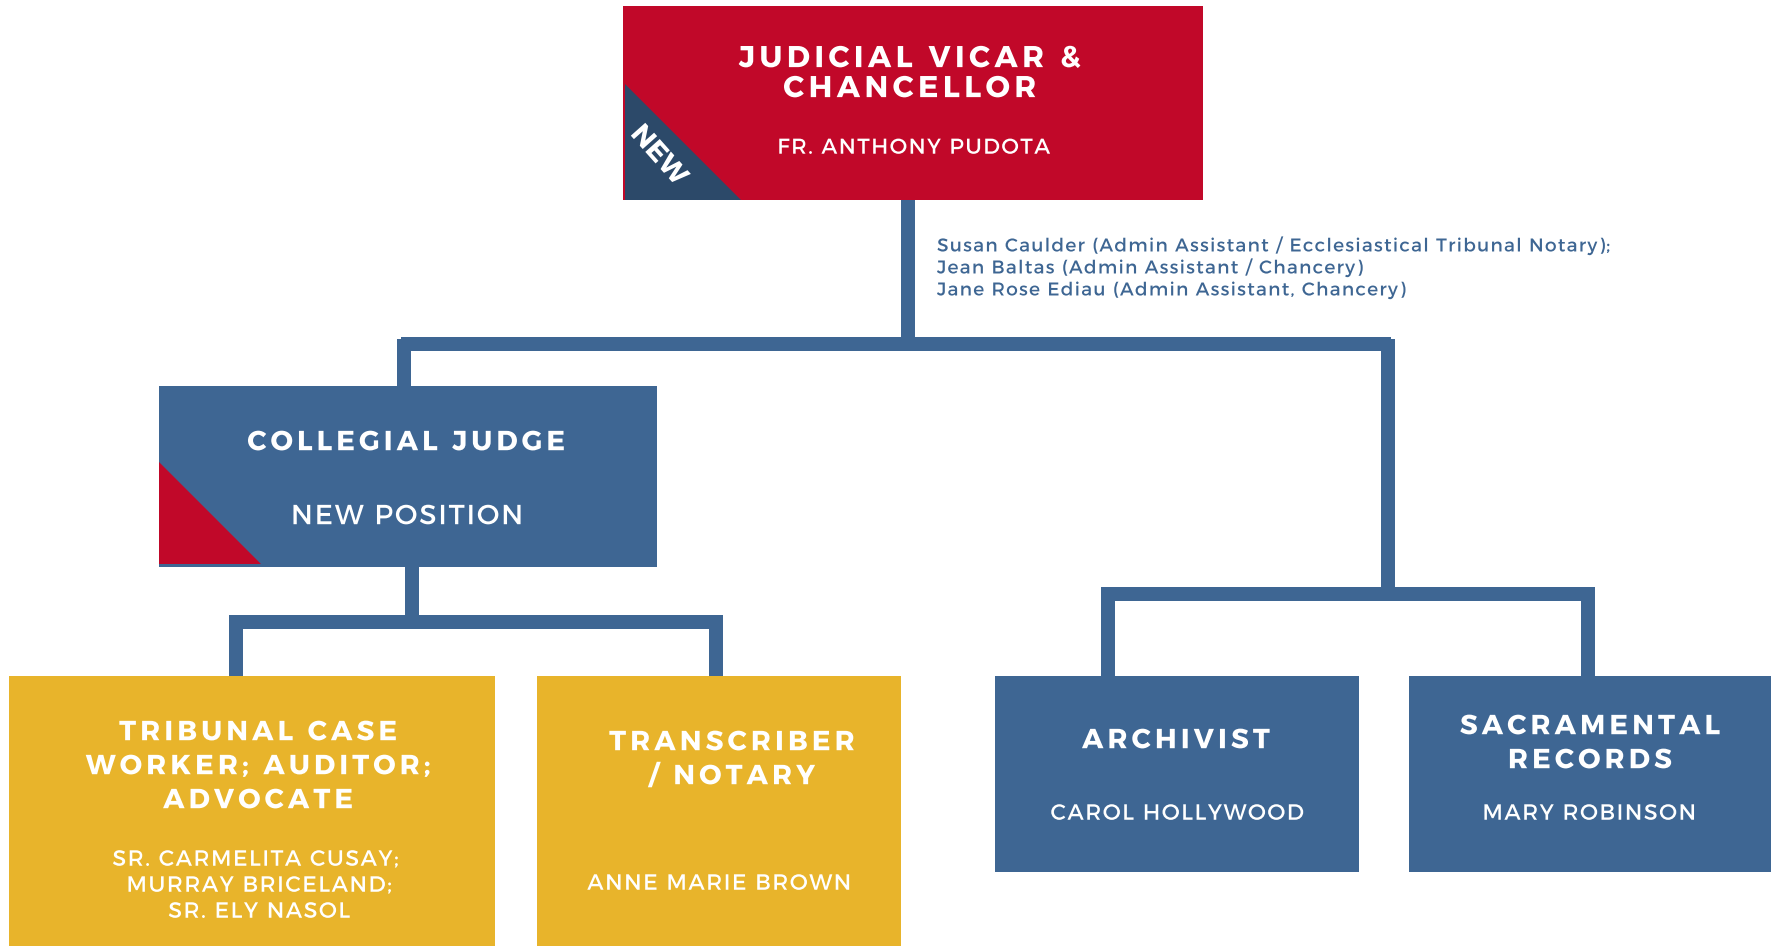 JUDICIAL VICAR &
CHANCELLOR
FR. ANTHONY PUDOTA
NEW
Susan Caulder (Admin Assistant / Ecclesiastical Tribunal Notary);
Jean Baltas (Admin Assistant / Chancery)
Jane Rose Ediau (Admin Assistant, Chancery)
COLLEGIAL JUDGE
NEW POSITION
TRIBUNAL CASE
WORKER; AUDITOR;
ADVOCATE
SR. CARMELITA CUSAY;
MURRAY BRICELAND;
SR. ELY NASOL
TRANSCRIBER
/ NOTARY
ANNE MARIE BROWN
ARCHIVIST
CAROL HOLLYWOOD
SACRAMENTAL
RECORDS
MARY ROBINSON